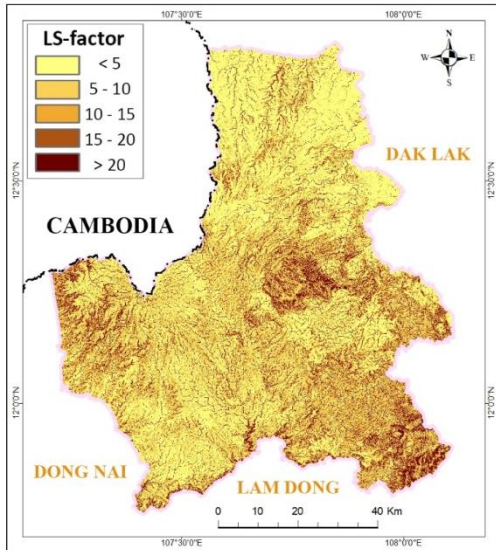 107°30'0"E 108°0'0"E
LS-factor
< 5
5 - 10
10 - 15
15 - 20
> 20
N
W E
S
DAK LAK
12°30'0"N
12°30'0"N
CAMBODIA
12°0'0"N
12°0'0"N
DONG NAI
LAM DONG
0 10 20 40 Km
107°30'0"E 108°0'0"E